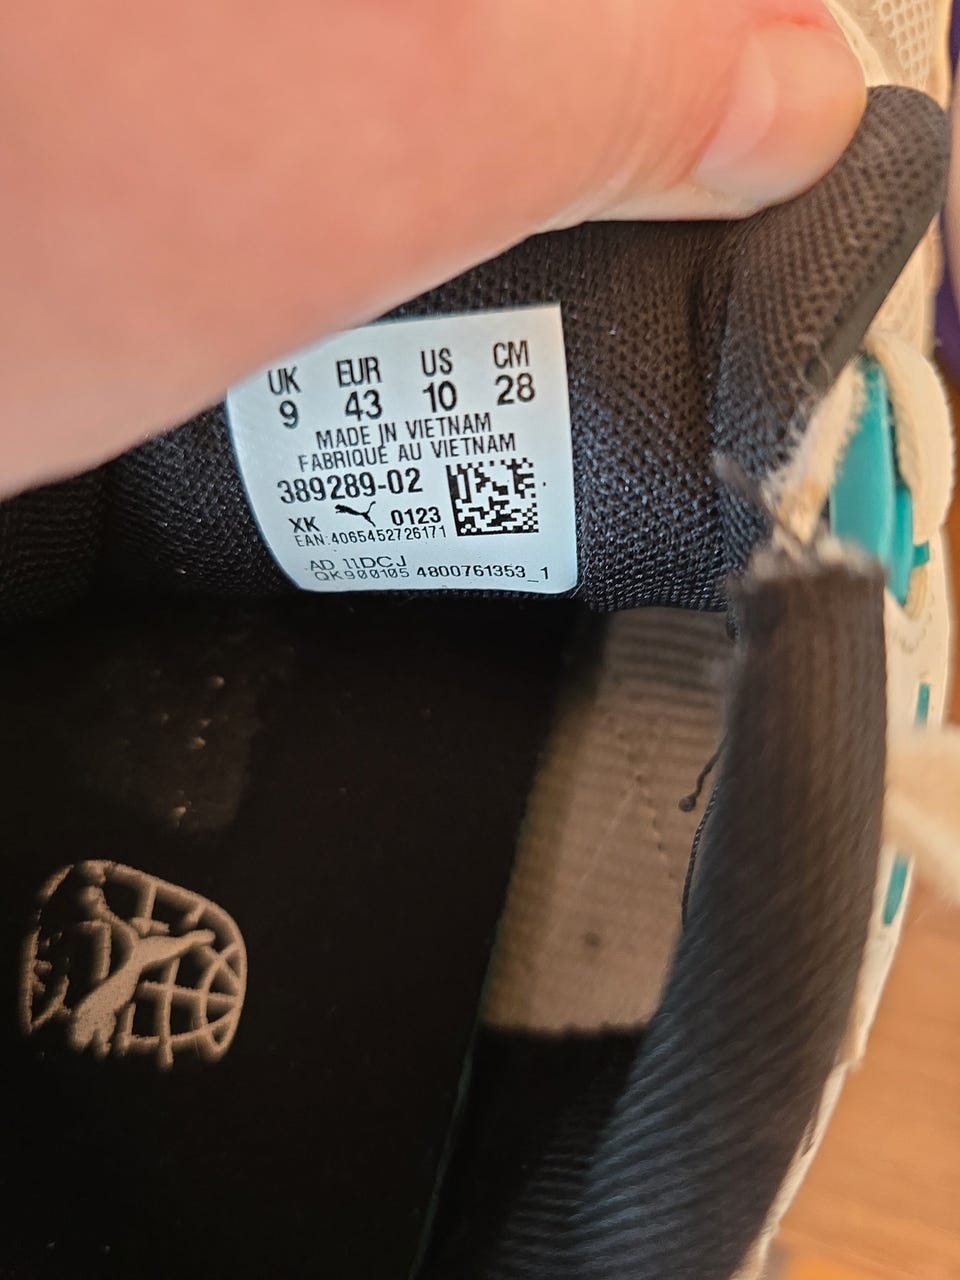 UK EUR US CM
9 43 10 28
MADE IN VIETNAM
FABRIQUÉ AU VIETNAM
389289-02
XK 0123
EAN:4065452726171
AD 11DCJ
QK900105 4800761353_1